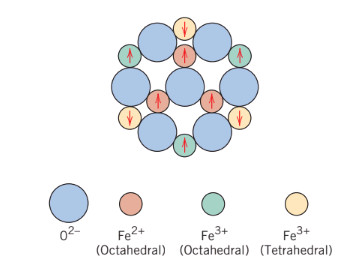 O²⁻ Fe²⁺ Fe³⁺ Fe³⁺
(Octahedral) (Octahedral) (Tetrahedral)